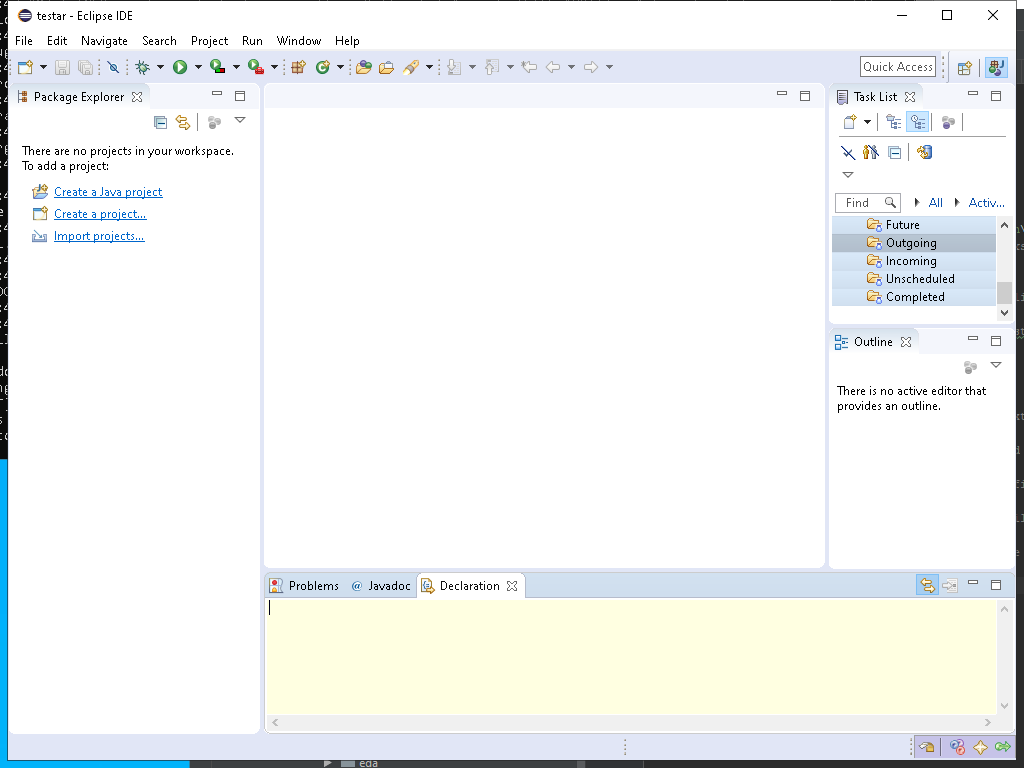 testar - Eclipse IDE
File Edit Navigate Search Project Run Window Help
Quick Access
Package Explorer
There are no projects in your workspace.
To add a project:
Create a Java project
Create a project...
Import projects...
Task List
Find All Activ...
Future
Outgoing
Incoming
Unscheduled
Completed
Outline
There is no active editor that
provides an outline.
Problems @ Javadoc Declaration
eda